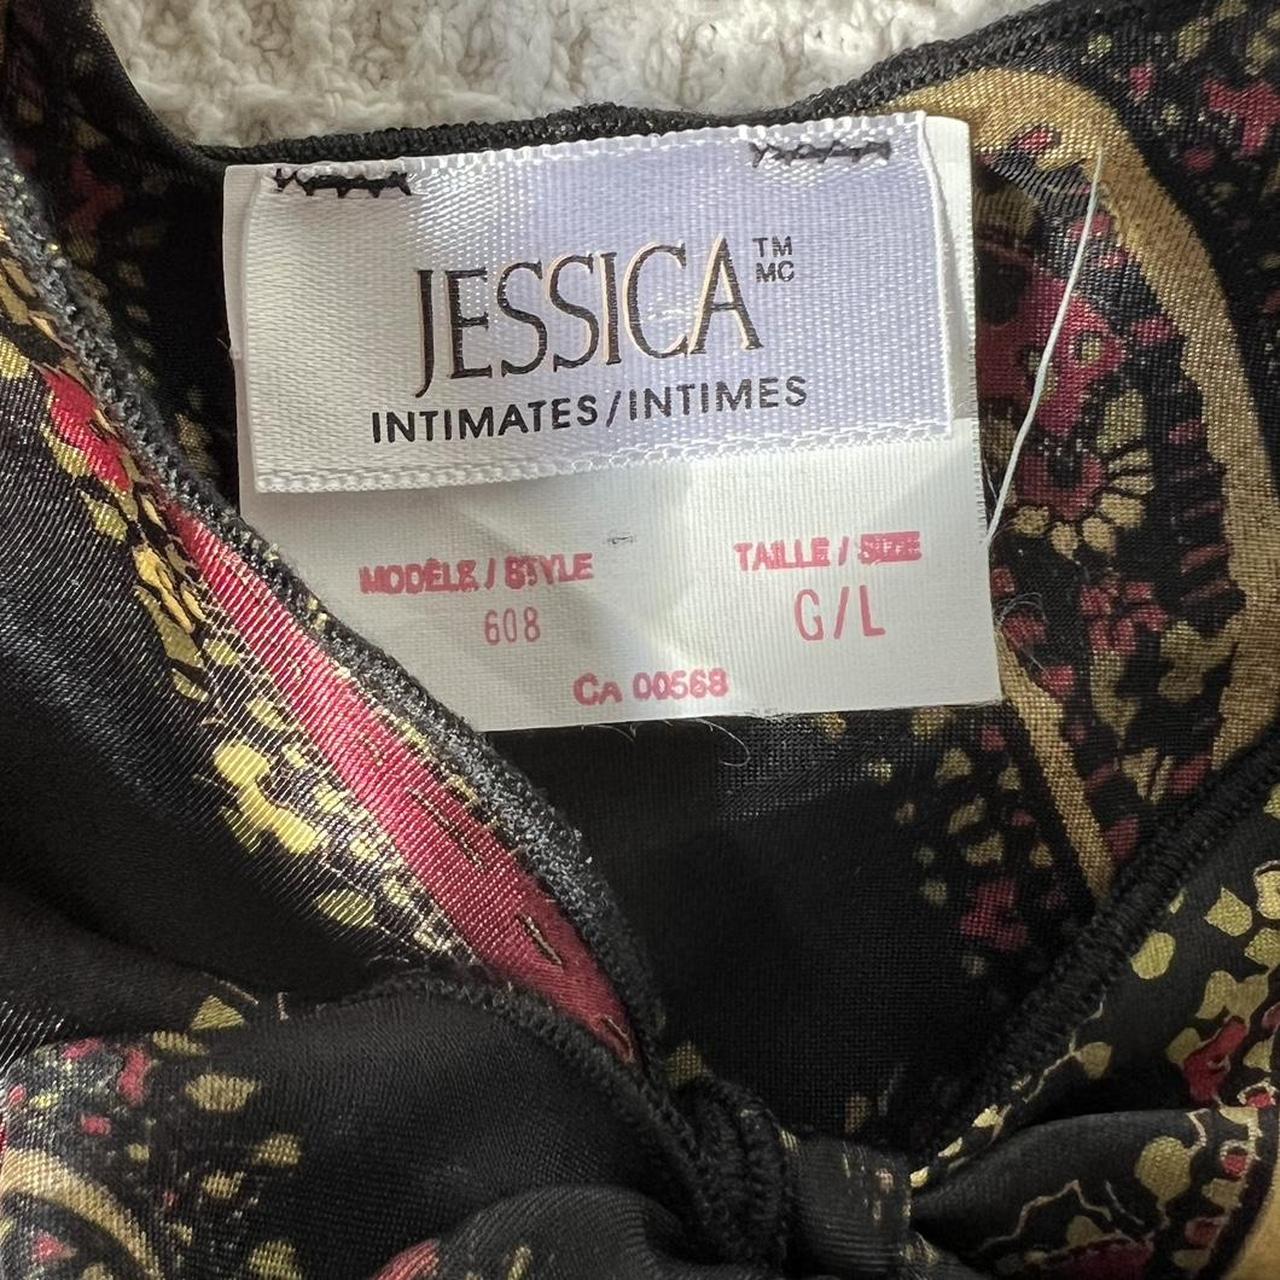 JESSICA TM MC
INTIMATES/INTIMES
MODÈLE / STYLE
608
TAILLE / SIZE
G/L
CA 00568